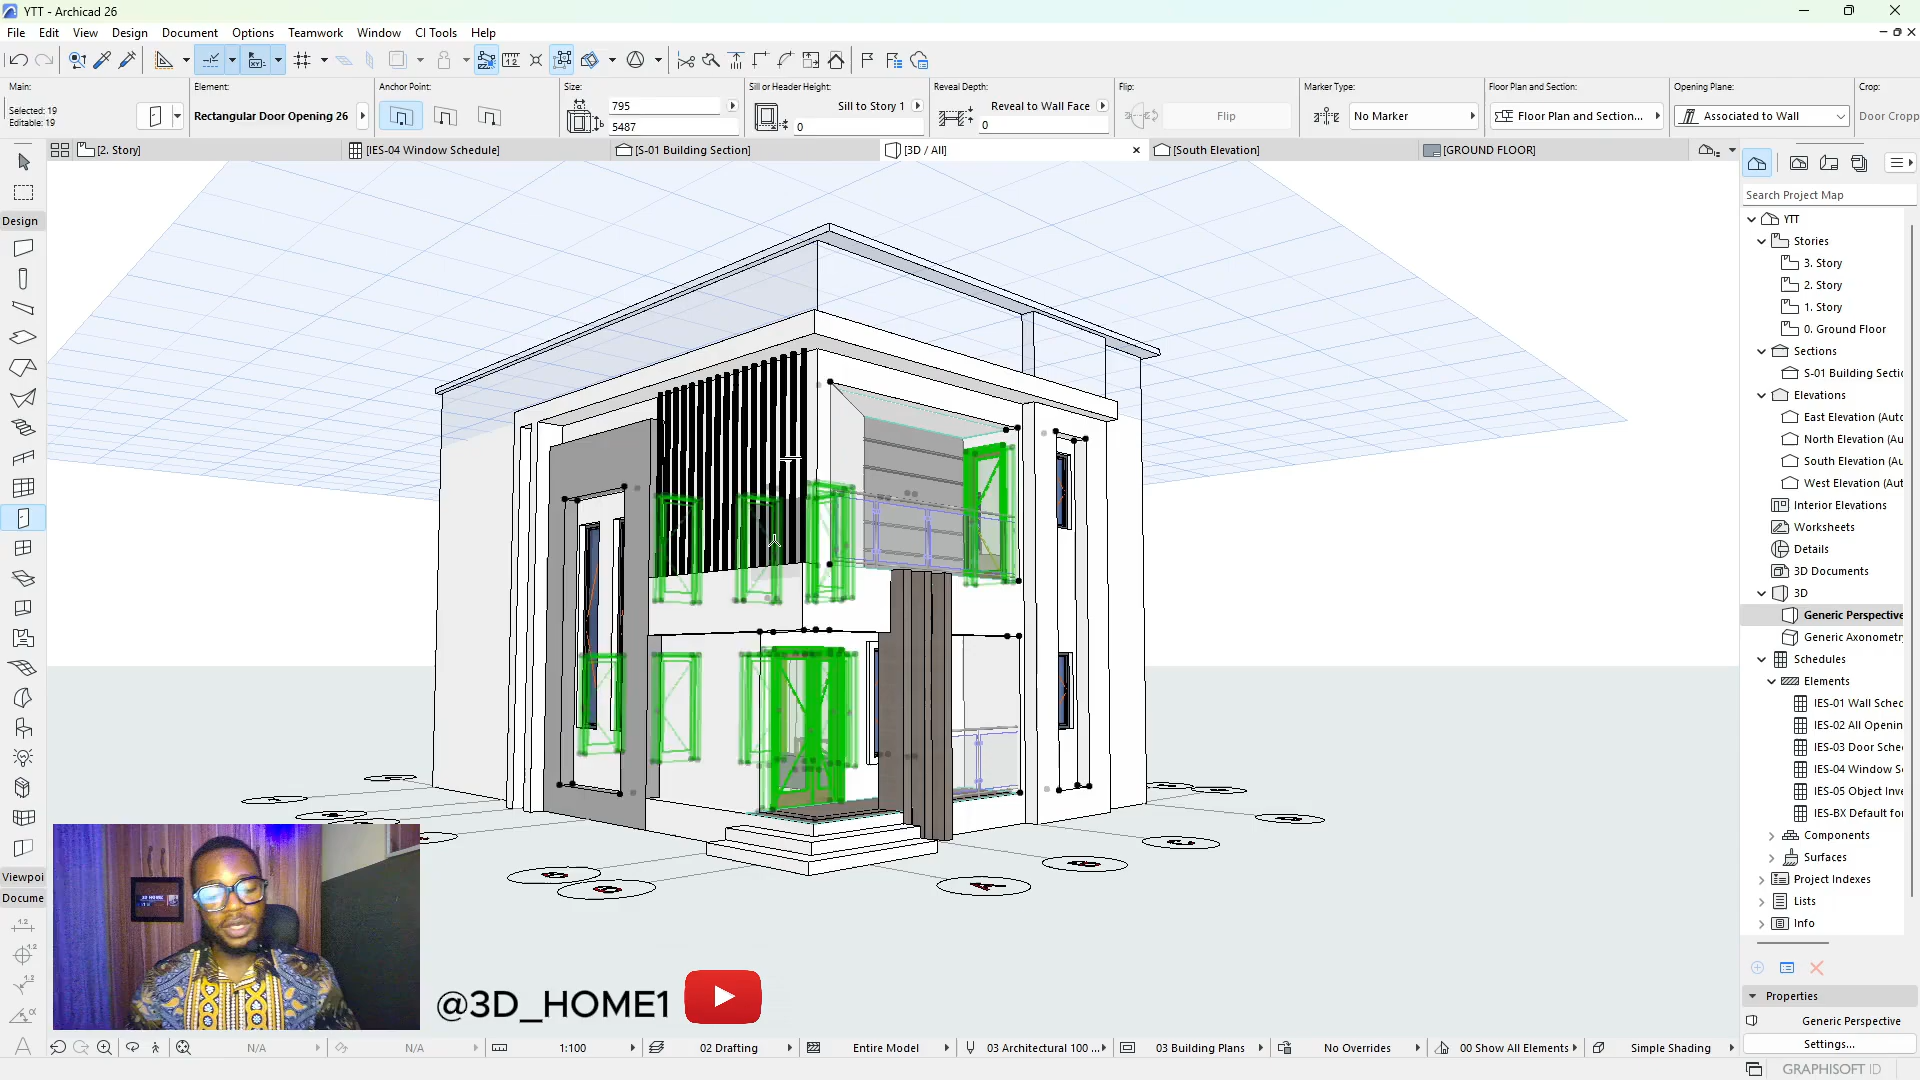 YTT - Archicad 26
File Edit View Design Document Options Teamwork Window CI Tools Help
Main: Element: Anchor Point: Size: Sill or Header Height: Reveal Depth: Flip: Marker Type: Floor Plan and Section: Opening Plane: Crop:
Selected: 19
Editable: 19
Rectangular Door Opening 26
795
5487
Sill to Story 1
0
Reveal to Wall Face
0
Flip
No Marker
Floor Plan and Section...
Associated to Wall
Door Cropp
[2. Story]
[IES-04 Window Schedule]
[S-01 Building Section]
[3D / All]
[South Elevation]
[GROUND FLOOR]
Design
Viewpoi
Docume
Search Project Map
YTT
Stories
3. Story
2. Story
1. Story
0. Ground Floor
Sections
S-01 Building Sectio
Elevations
East Elevation (Auto
North Elevation (Au
South Elevation (Au
West Elevation (Aut
Interior Elevations
Worksheets
Details
3D Documents
3D
Generic Perspective
Generic Axonometr
Schedules
Elements
IES-01 Wall Sched
IES-02 All Openin
IES-03 Door Sche
IES-04 Window S
IES-05 Object Inve
IES-BX Default fo
Components
Surfaces
Project Indexes
Lists
Info
Properties
Generic Perspective
Settings...
@3D_HOME1
N/A N/A 1:100 02 Drafting Entire Model 03 Architectural 100 ... 03 Building Plans No Overrides 00 Show All Elements Simple Shading
GRAPHISOFT ID